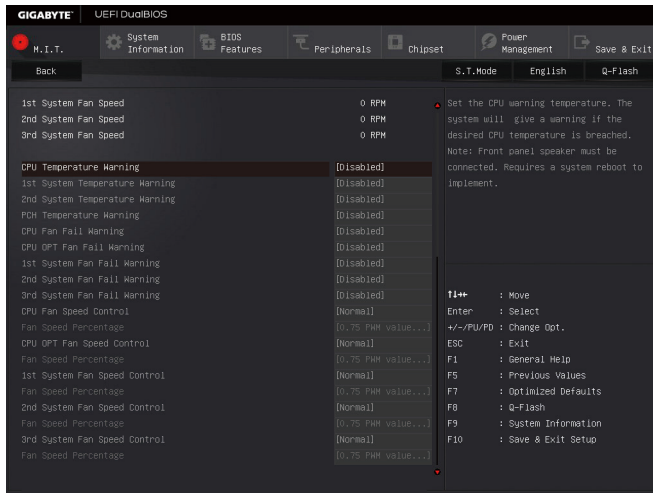 GIGABYTE™ UEFI DualBIOS
M.I.T.
System Information
BIOS Features
Peripherals
Chipset
Power Management
Save & Exit
Back
S.T.Mode English Q-Flash
1st System Fan Speed 0 RPM
2nd System Fan Speed 0 RPM
3rd System Fan Speed 0 RPM
CPU Temperature Warning [Disabled]
1st System Temperature Warning [Disabled]
2nd System Temperature Warning [Disabled]
PCH Temperature Warning [Disabled]
CPU Fan Fail Warning [Disabled]
CPU OPT Fan Fail Warning [Disabled]
1st System Fan Fail Warning [Disabled]
2nd System Fan Fail Warning [Disabled]
3rd System Fan Fail Warning [Disabled]
CPU Fan Speed Control [Normal]
Fan Speed Percentage [0.75 PWM value...]
CPU OPT Fan Speed Control [Normal]
Fan Speed Percentage [0.75 PWM value...]
1st System Fan Speed Control [Normal]
Fan Speed Percentage [0.75 PWM value...]
2nd System Fan Speed Control [Normal]
Fan Speed Percentage [0.75 PWM value...]
3rd System Fan Speed Control [Normal]
Fan Speed Percentage [0.75 PWM value...]
Set the CPU warning temperature. The
system will give a warning if the
desired CPU temperature is breached.
Note: Front panel speaker must be
connected. Requires a system reboot to
implement.
↑↓→← : Move
Enter : Select
+/-/PU/PD : Change Opt.
ESC : Exit
F1 : General Help
F5 : Previous Values
F7 : Optimized Defaults
F8 : Q-Flash
F9 : System Information
F10 : Save & Exit Setup